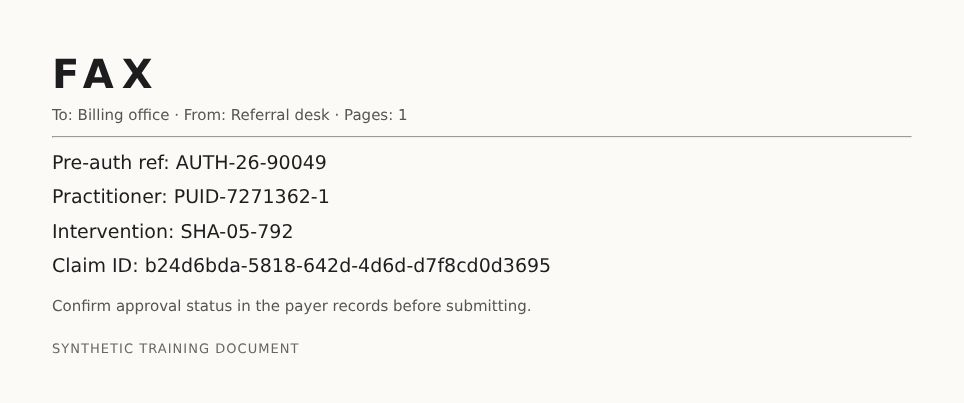 FAX
To: Billing office · From: Referral desk · Pages: 1
Pre-auth ref: AUTH-26-90049
Practitioner: PUID-7271362-1
Intervention: SHA-05-792
Claim ID: b24d6bda-5818-642d-4d6d-d7f8cd0d3695
Confirm approval status in the payer records before submitting.
SYNTHETIC TRAINING DOCUMENT